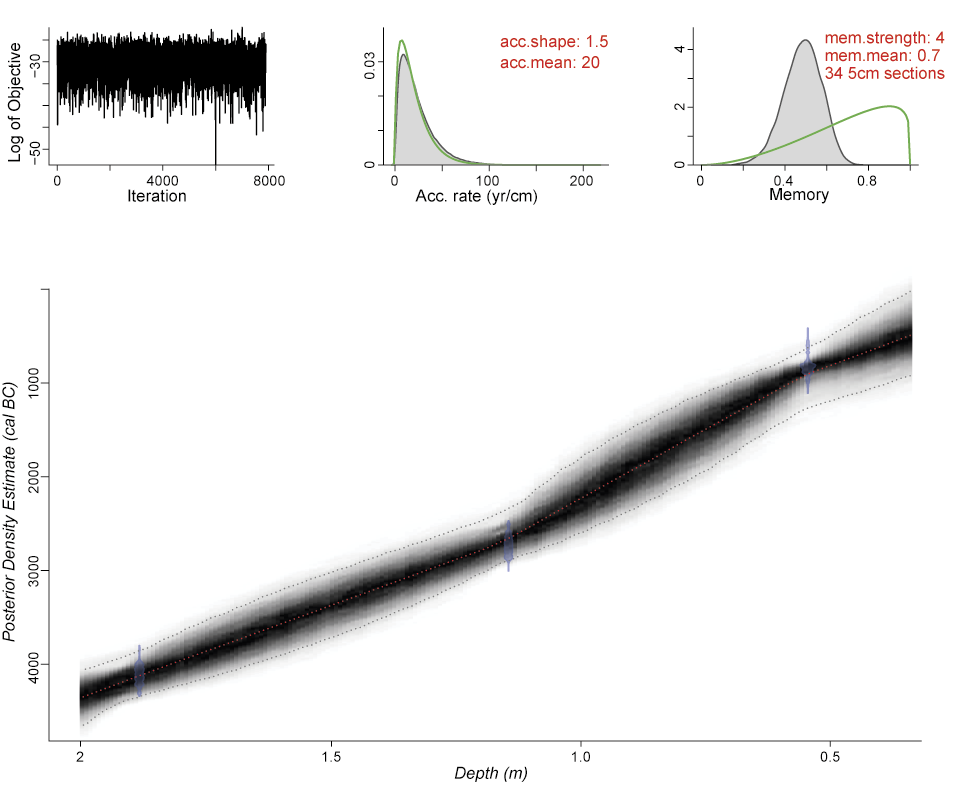 Log of Objective
-30
-50
0
4000
8000
Iteration
0.03
0
acc.shape: 1.5
acc.mean: 20
0
100
200
Acc. rate (yr/cm)
4
2
0
mem.strength: 4
mem.mean: 0.7
34 5cm sections
0
0.4
0.8
Memory
Posterior Density Estimate (cal BC)
1000
2000
3000
4000
2
1.5
1.0
0.5
Depth (m)